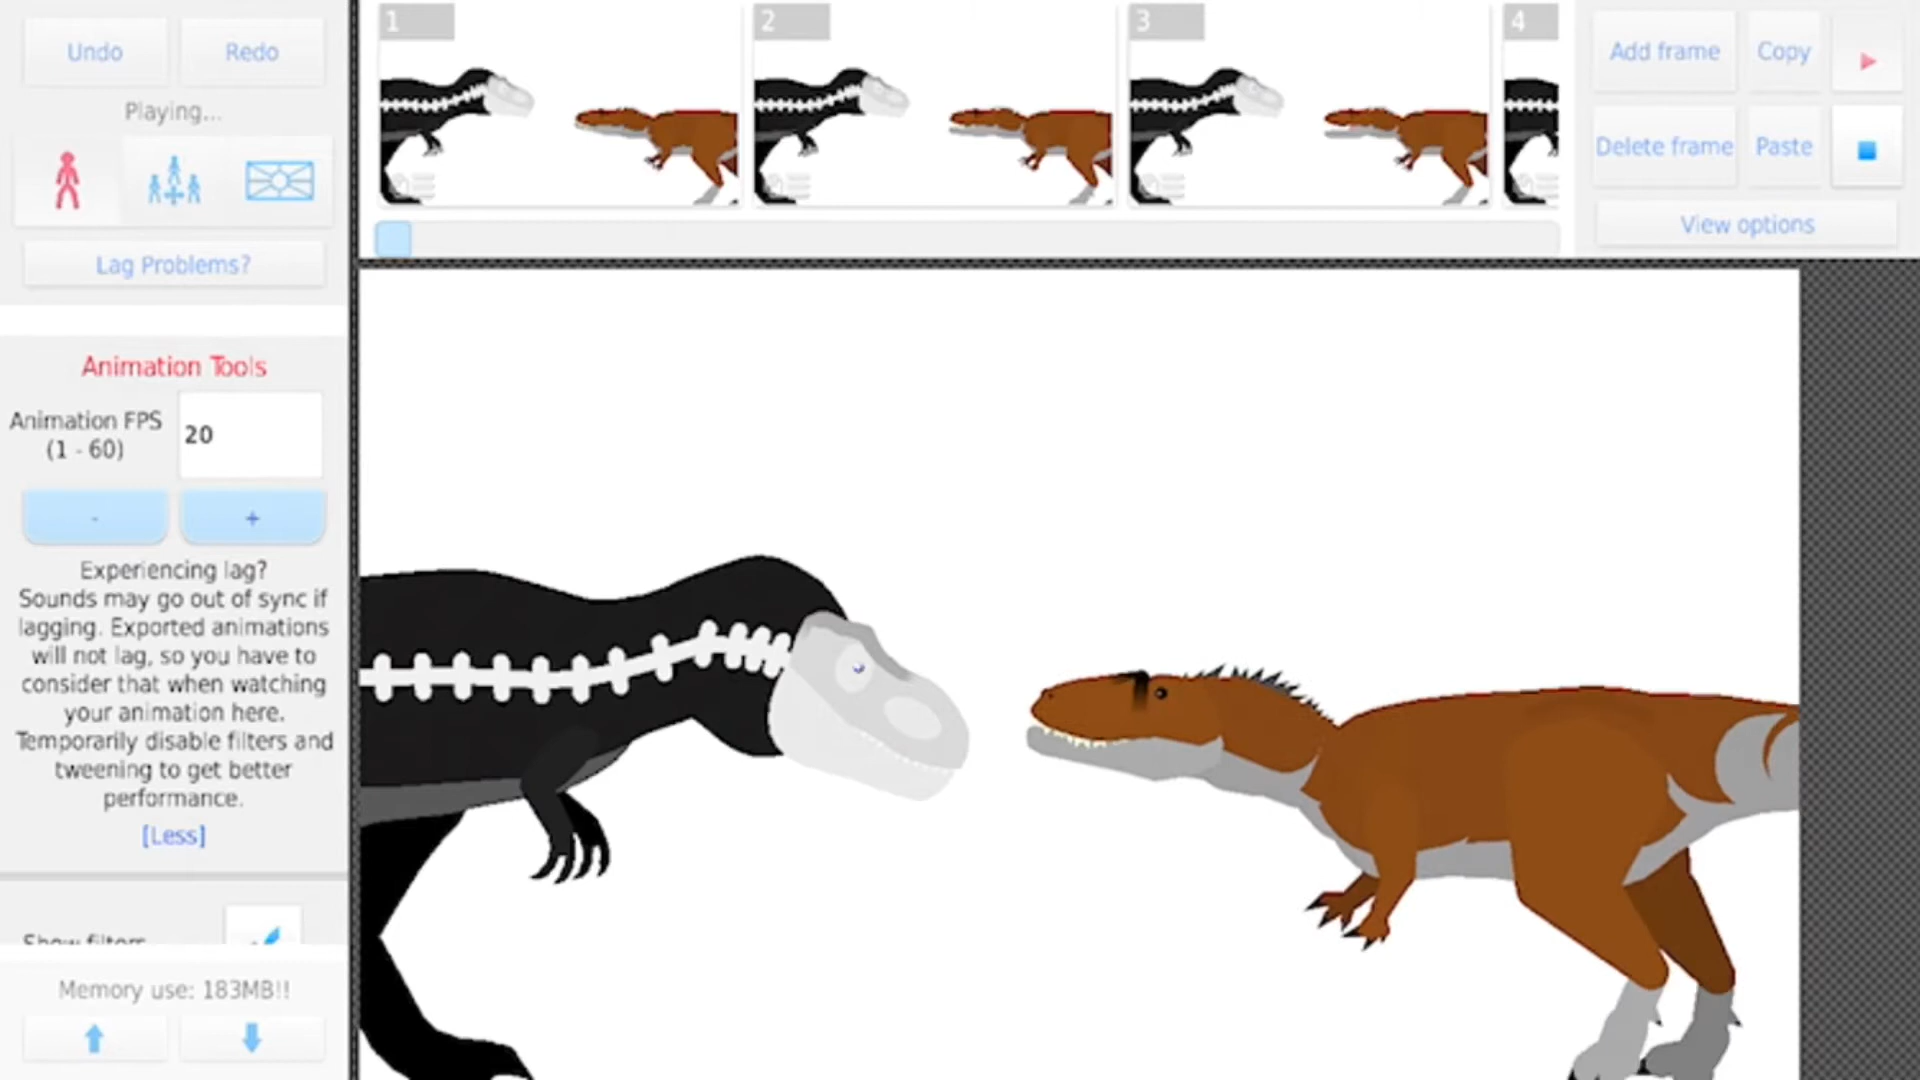 Undo Redo
Playing...
Lag Problems?
1 2 3 4
Add frame Copy
Delete frame Paste
View options
Animation Tools
Animation FPS
(1 - 60)
20
- +
Experiencing lag?
Sounds may go out of sync if
lagging. Exported animations
will not lag, so you have to
consider that when watching
your animation here.
Temporarily disable filters and
tweening to get better
performance.
[Less]
Show filters
Memory use: 183MB!!